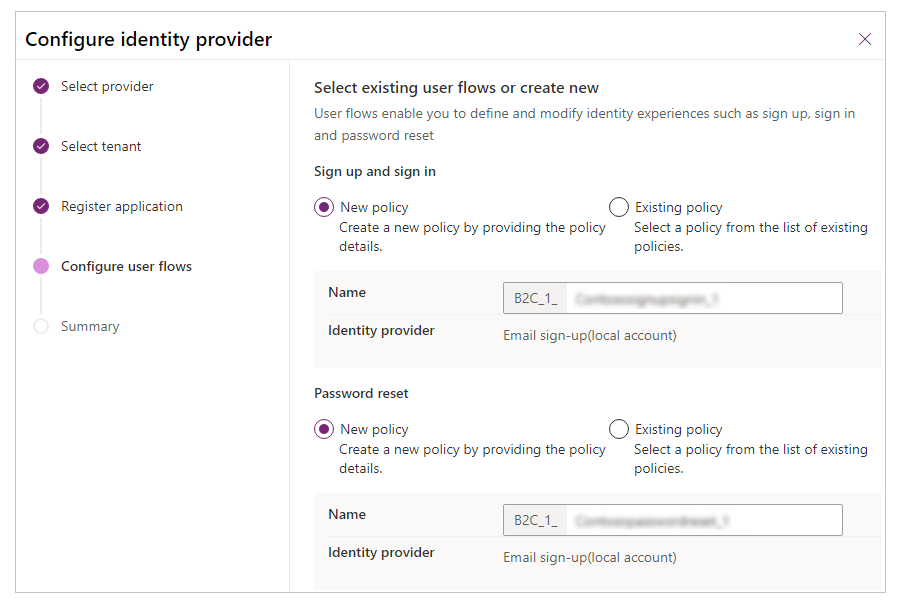 Configure identity provider
Select provider
Select tenant
Register application
Configure user flows
Summary
Select existing user flows or create new
User flows enable you to define and modify identity experiences such as sign up, sign in
and password reset
Sign up and sign in
New policy
Create a new policy by providing the policy
details.
Existing policy
Select a policy from the list of existing
policies.
Name
B2C_1_
Identity provider
Email sign-up(local account)
Password reset
New policy
Create a new policy by providing the policy
details.
Existing policy
Select a policy from the list of existing
policies.
Name
B2C_1_
Identity provider
Email sign-up(local account)